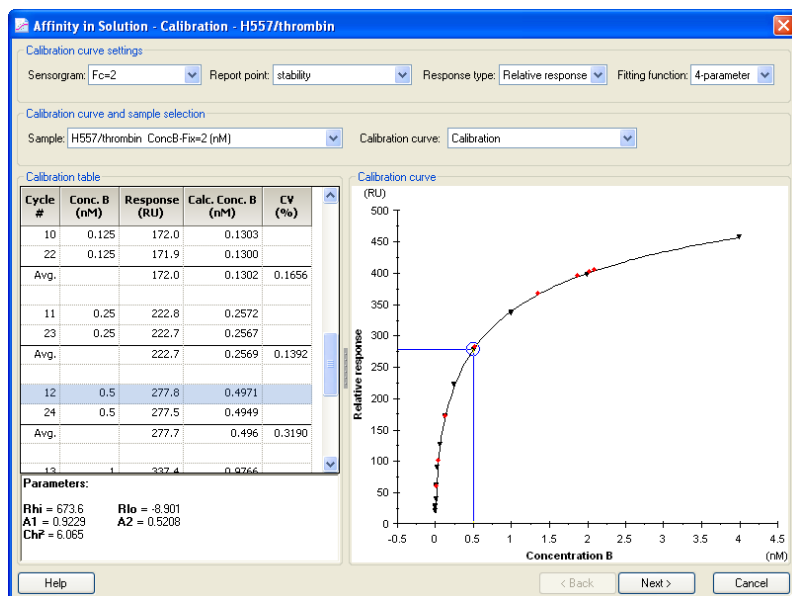 Affinity in Solution - Calibration - H557/thrombin
Calibration curve settings
Sensorgram: Fc=2 Report point: stability Response type: Relative response Fitting function: 4-parameter
Calibration curve and sample selection
Sample: H557/thrombin ConcB-Fix=2 (nM) Calibration curve: Calibration
Calibration table
Cycle # Conc. B (nM) Response (RU) Calc. Conc. B (nM) CV (%)
10 0.125 172.0 0.1303
22 0.125 171.9 0.1300
Avg. 172.0 0.1302 0.1656
11 0.25 222.8 0.2572
23 0.25 222.7 0.2567
Avg. 222.7 0.2569 0.1392
12 0.5 277.8 0.4971
24 0.5 277.5 0.4949
Avg. 277.7 0.496 0.3190
13 1 337.4 0.9766
Parameters:
Rhi = 673.6 Rlo = -8.901
A1 = 0.9229 A2 = 0.5208
Chi² = 6.065
Calibration curve
(RU)
500
450
400
350
300
250
200
150
100
50
0
Relative response
-0.5 0 0.5 1 1.5 2 2.5 3 3.5 4 4.5
Concentration B (nM)
Help < Back Next > Cancel